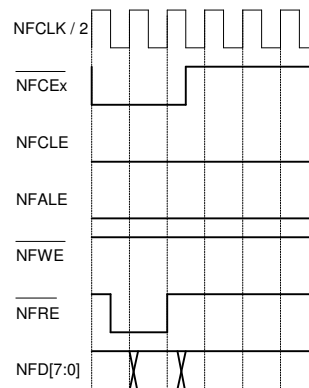 NFCLK / 2
NFCEx
NFCLE
NFALE
NFWE
NFRE
NFD[7:0]